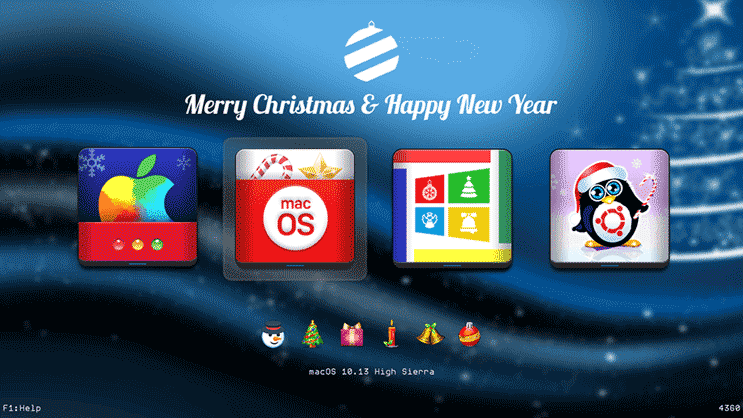 Merry Christmas & Happy New Year
mac
OS
macOS 10.13 High Sierra
F1:Help
4360